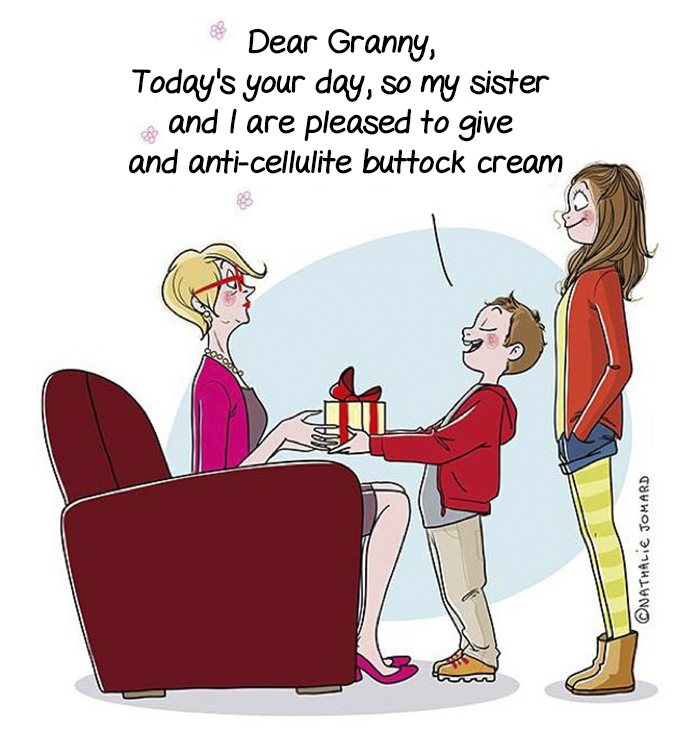 Dear Granny,
Today's your day, so my sister
and I are pleased to give
and anti-cellulite buttock cream
©NATHALIE JOMARD